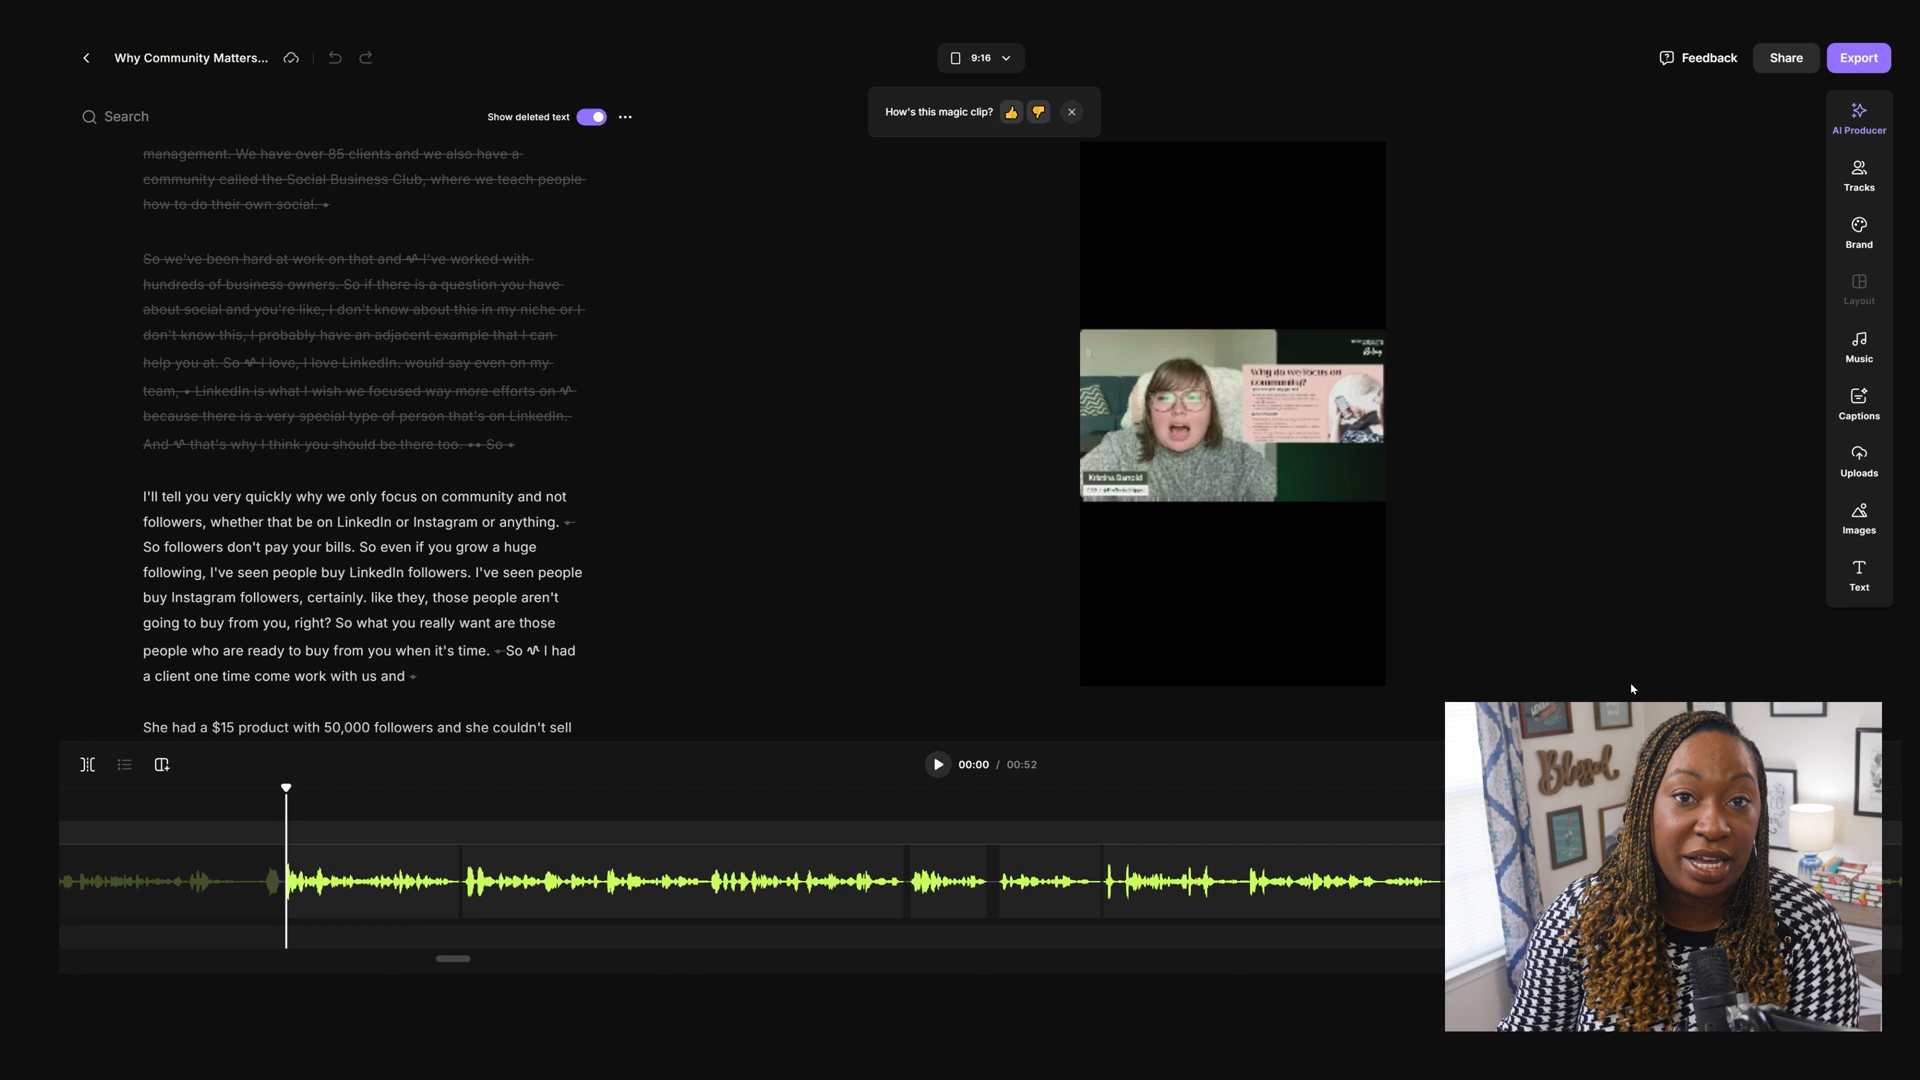 Why Community Matters...
9:16
Feedback
Share
Export
Search
Show deleted text
How's this magic clip?
management. We have over 85 clients and we also have a
community called the Social Business Club, where we teach people
how to do their own social.
So we've been hard at work on that and I've worked with
hundreds of business owners. So if there is a question you have
about social and you're like, I don't know about this in my niche or I
don't know this, I probably have an adjacent example that I can
help you at. So I love, I love LinkedIn. would say even on my
team, • LinkedIn is what I wish we focused way more efforts on
because there is a very special type of person that's on LinkedIn.
And that's why I think you should be there too. •• So •
I'll tell you very quickly why we only focus on community and not
followers, whether that be on LinkedIn or Instagram or anything.
So followers don't pay your bills. So even if you grow a huge
following, I've seen people buy LinkedIn followers. I've seen people
buy Instagram followers, certainly. like they, those people aren't
going to buy from you, right? So what you really want are those
people who are ready to buy from you when it's time. So I had
a client one time come work with us and
She had a $15 product with 50,000 followers and she couldn't sell
Why do we focus on
community?
AI Producer
Tracks
Brand
Layout
Music
Captions
Uploads
Images
Text
00:00 / 00:52
Blessed